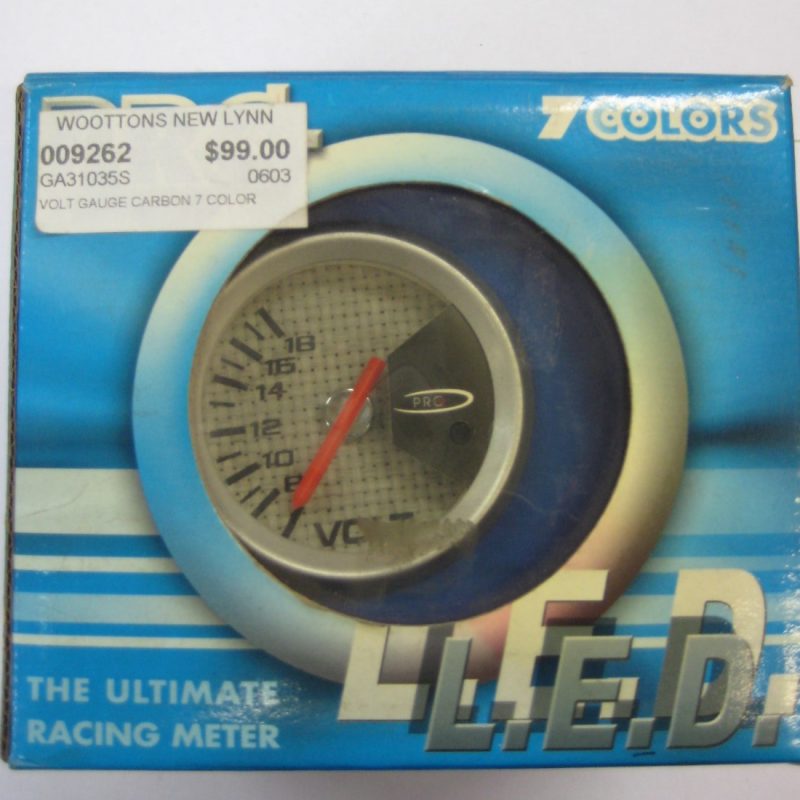 WOOTTONS NEW LYNN
009262 $99.00
GA31035S 0603
VOLT GAUGE CARBON 7 COLOR
7 COLORS
18
16
14
12
10
8
PRO
VOLT
L.E.D.
L.E.D.
THE ULTIMATE
RACING METER